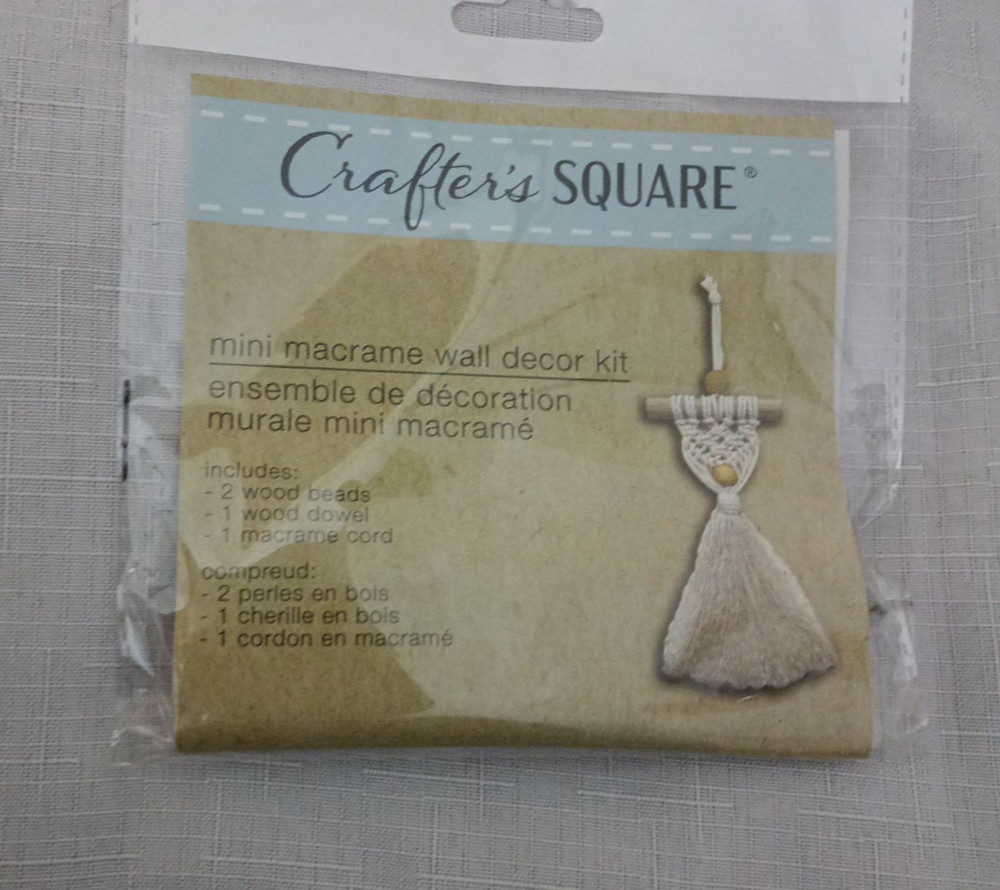 Crafter's SQUARE®
mini macrame wall decor kit
ensemble de décoration
murale mini macramé
includes:
- 2 wood beads
- 1 wood dowel
- 1 macrame cord
compreud:
- 2 perles en bois
- 1 cherille en bois
- 1 cordon en macramé